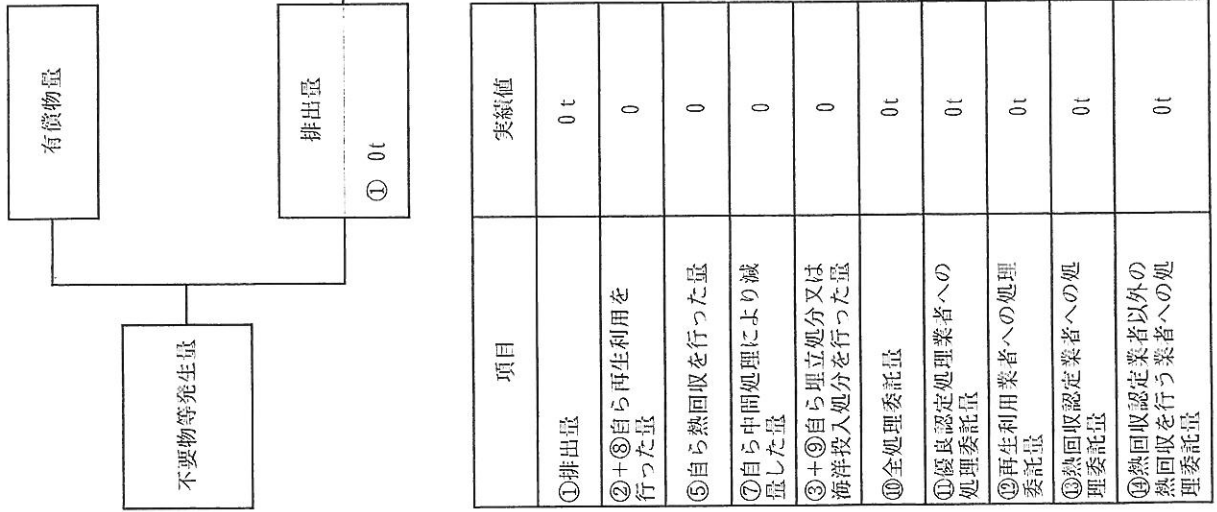 不要物等発生量
有償物量
排出量
① 0t
項目
実績値
①排出量
0 t
②+⑧自ら再生利用を
行った量
0
⑤自ら熱回収を行った量
0
⑦自ら中間処理により減
量した量
0
③+⑨自ら埋立処分又は
海洋投入処分を行った量
0
⑩全処理委託量
0t
⑪優良認定処理業者への
処理委託量
0t
⑫再生利用業者への処理
委託量
0t
⑬熱回収認定業者への処
理委託量
0t
⑭熱回収認定業者以外の
熱回収を行う業者への処
理委託量
0t